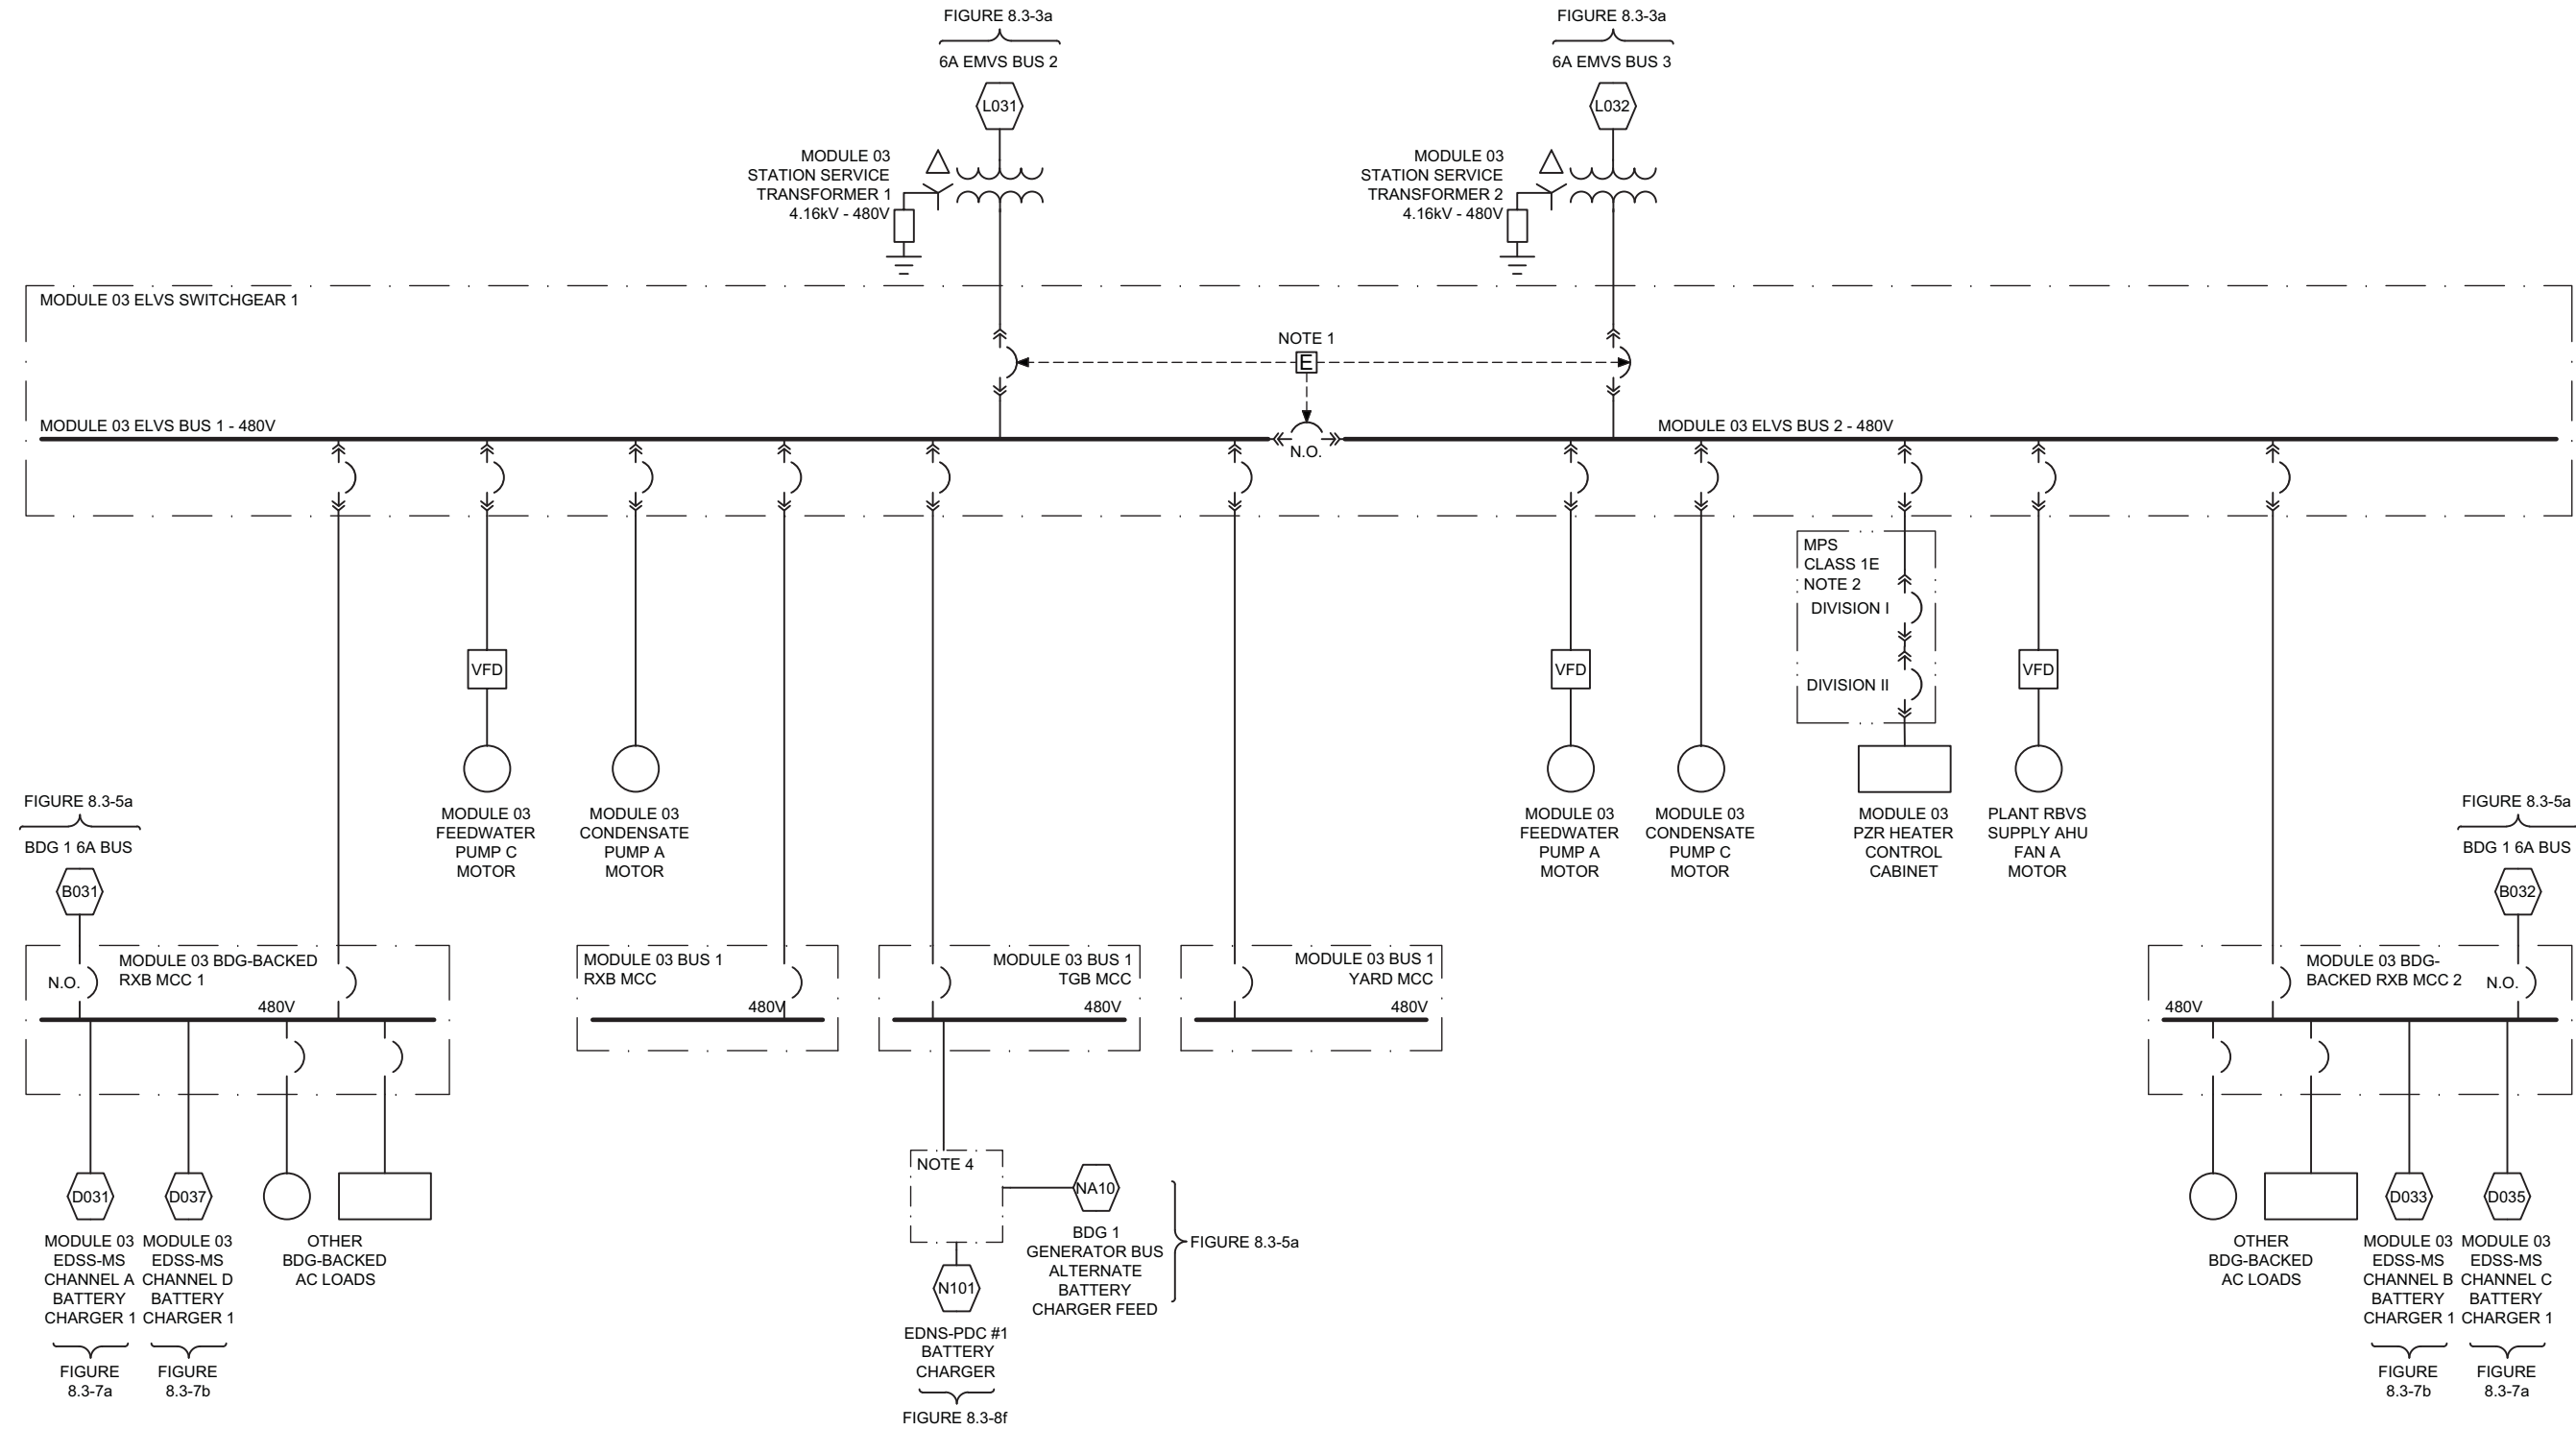 FIGURE 8.3-3a
6A EMVS BUS 2
L031
MODULE 03
STATION SERVICE
TRANSFORMER 1
4.16kV - 480V
FIGURE 8.3-3a
6A EMVS BUS 3
L032
MODULE 03
STATION SERVICE
TRANSFORMER 2
4.16kV - 480V
MODULE 03 ELVS SWITCHGEAR 1
NOTE 1
E
N.O.
MODULE 03 ELVS BUS 1 - 480V
MODULE 03 ELVS BUS 2 - 480V
VFD
MODULE 03
FEEDWATER
PUMP C
MOTOR
MODULE 03
CONDENSATE
PUMP A
MOTOR
VFD
MODULE 03
FEEDWATER
PUMP A
MOTOR
MODULE 03
CONDENSATE
PUMP C
MOTOR
MPS
CLASS 1E
NOTE 2
DIVISION I
DIVISION II
MODULE 03
PZR HEATER
CONTROL
CABINET
VFD
PLANT RBVS
SUPPLY AHU
FAN A
MOTOR
FIGURE 8.3-5a
BDG 1 6A BUS
B031
N.O.
MODULE 03 BDG-BACKED
RXB MCC 1
480V
MODULE 03 BUS 1
RXB MCC
480V
MODULE 03 BUS 1
TGB MCC
480V
MODULE 03 BUS 1
YARD MCC
480V
FIGURE 8.3-5a
BDG 1 6A BUS
B032
MODULE 03 BDG-
BACKED RXB MCC 2
N.O.
480V
D031
MODULE 03
EDSS-MS
CHANNEL A
BATTERY
CHARGER 1
FIGURE
8.3-7a
D037
MODULE 03
EDSS-MS
CHANNEL D
BATTERY
CHARGER 1
FIGURE
8.3-7b
OTHER
BDG-BACKED
AC LOADS
NOTE 4
NA10
BDG 1
GENERATOR BUS
ALTERNATE
BATTERY
CHARGER FEED
FIGURE 8.3-5a
N101
EDNS-PDC #1
BATTERY
CHARGER
FIGURE 8.3-8f
OTHER
BDG-BACKED
AC LOADS
D033
MODULE 03
EDSS-MS
CHANNEL B
BATTERY
CHARGER 1
FIGURE
8.3-7b
D035
MODULE 03
EDSS-MS
CHANNEL C
BATTERY
CHARGER 1
FIGURE
8.3-7a